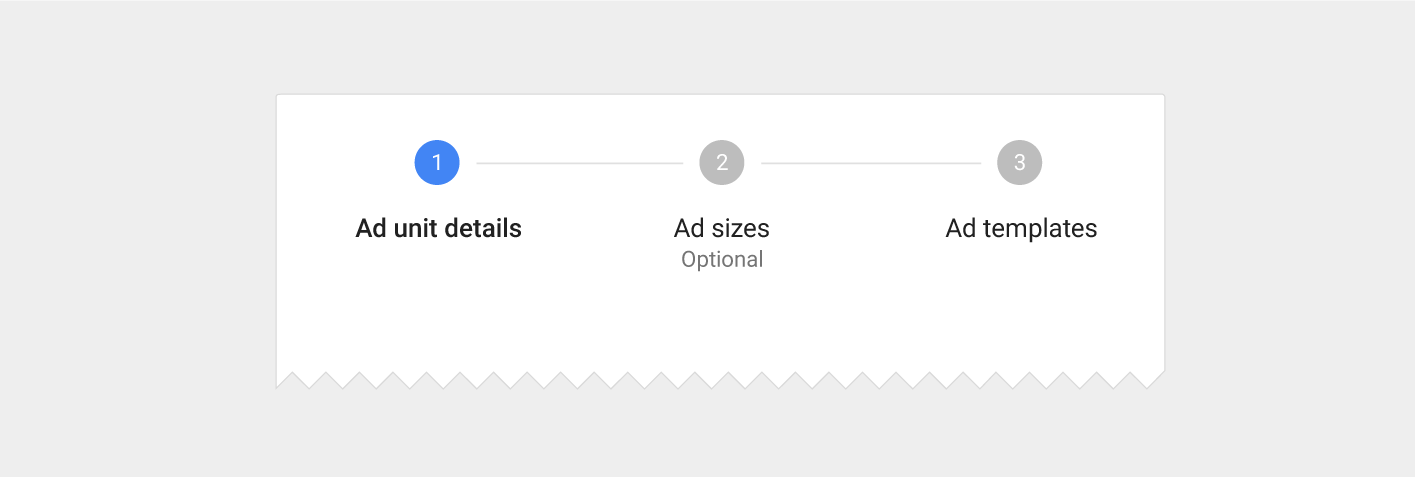 1
2
3
Ad unit details
Ad sizes
Ad templates
Optional